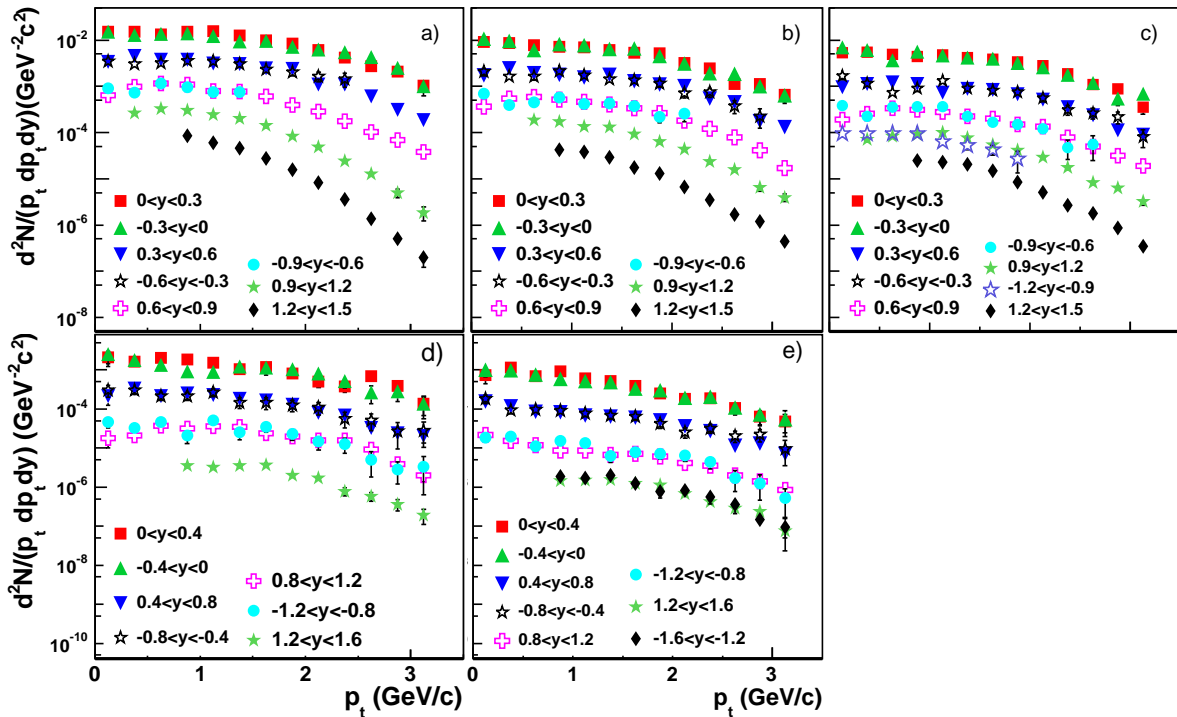 d²N/(pₜ dpₜdy)(GeV⁻²c²)
10⁻²
10⁻⁴
10⁻⁶
10⁻⁸
a)
0<y<0.3
-0.3<y<0
0.3<y<0.6
-0.6<y<-0.3
0.6<y<0.9
-0.9<y<-0.6
0.9<y<1.2
1.2<y<1.5
b)
0<y<0.3
-0.3<y<0
0.3<y<0.6
-0.6<y<-0.3
0.6<y<0.9
-0.9<y<-0.6
0.9<y<1.2
1.2<y<1.5
c)
0<y<0.3
-0.3<y<0
0.3<y<0.6
-0.6<y<-0.3
0.6<y<0.9
-0.9<y<-0.6
0.9<y<1.2
-1.2<y<-0.9
1.2<y<1.5
d²N/(pₜ dpₜdy) (GeV⁻²c²)
10⁻²
10⁻⁴
10⁻⁶
10⁻⁸
10⁻¹⁰
d)
0<y<0.4
-0.4<y<0
0.4<y<0.8
-0.8<y<-0.4
0.8<y<1.2
-1.2<y<-0.8
1.2<y<1.6
0 1 2 3
pₜ (GeV/c)
e)
0<y<0.4
-0.4<y<0
0.4<y<0.8
-0.8<y<-0.4
0.8<y<1.2
-1.2<y<-0.8
1.2<y<1.6
-1.6<y<-1.2
0 1 2 3
pₜ (GeV/c)